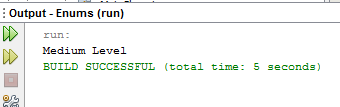 Output - Enums (run)
run:
Medium Level
BUILD SUCCESSFUL (total time: 5 seconds)